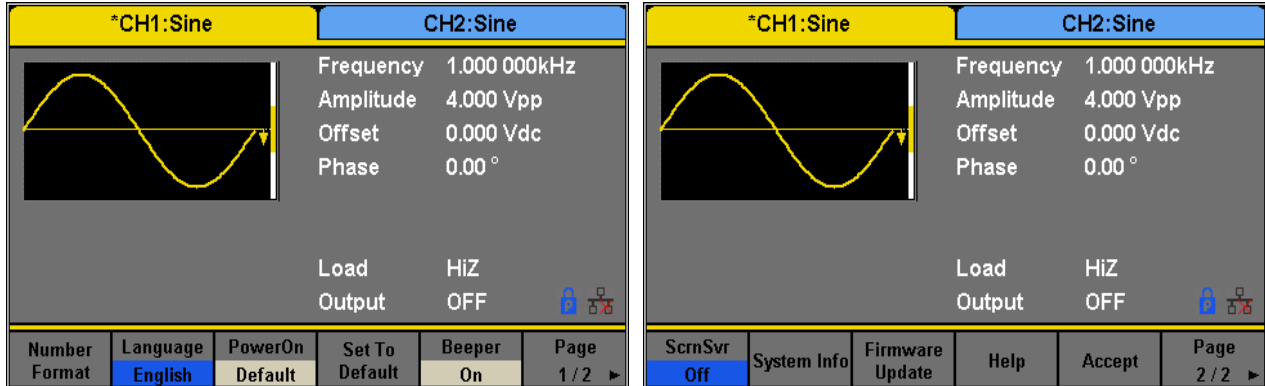 *CH1:Sine
CH2:Sine
Frequency 1.000 000kHz
Amplitude 4.000 Vpp
Offset 0.000 Vdc
Phase 0.00 °
Load HiZ
Output OFF
P
Number Format
Language English
PowerOn Default
Set To Default
Beeper On
Page 1/2 ►
*CH1:Sine
CH2:Sine
Frequency 1.000 000kHz
Amplitude 4.000 Vpp
Offset 0.000 Vdc
Phase 0.00 °
Load HiZ
Output OFF
P
ScrnSvr Off
System Info
Firmware Update
Help
Accept
Page 2/2 ►